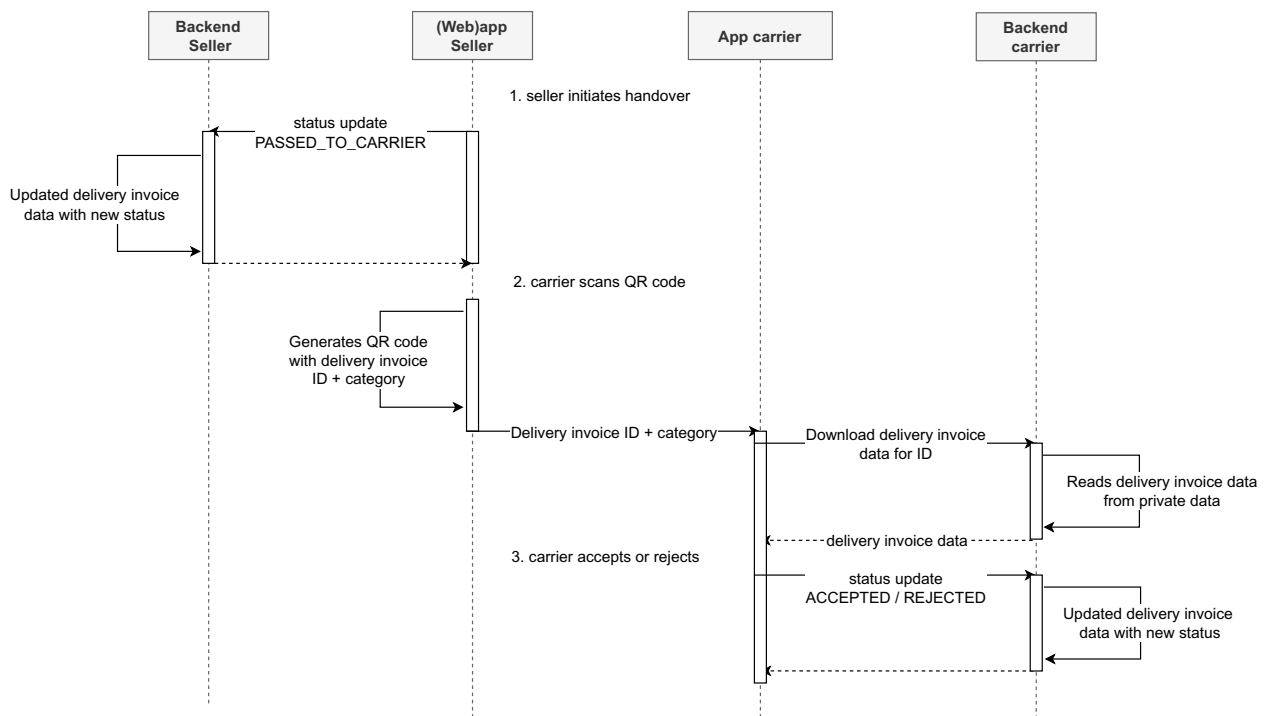 Backend
Seller
(Web)app
Seller
App carrier
Backend
carrier
1. seller initiates handover
status update
PASSED_TO_CARRIER
Updated delivery invoice
data with new status
2. carrier scans QR code
Generates QR code
with delivery invoice
ID + category
Delivery invoice ID + category
Download delivery invoice
data for ID
Reads delivery invoice data
from private data
delivery invoice data
3. carrier accepts or rejects
status update
ACCEPTED / REJECTED
Updated delivery invoice
data with new status